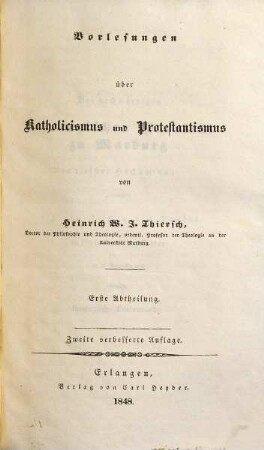 Vorlesungen
über
Katholicismus und Protestantismus
von
Heinrich W. J. Thiersch,
Doctor der Philosophie und Theologie, ordentl. Professor der Theologie an der
Universität Marburg.
Erste Abtheilung.
Zweite verbesserte Auflage.
Erlangen,
Verlag von Carl Heyder.
1848.